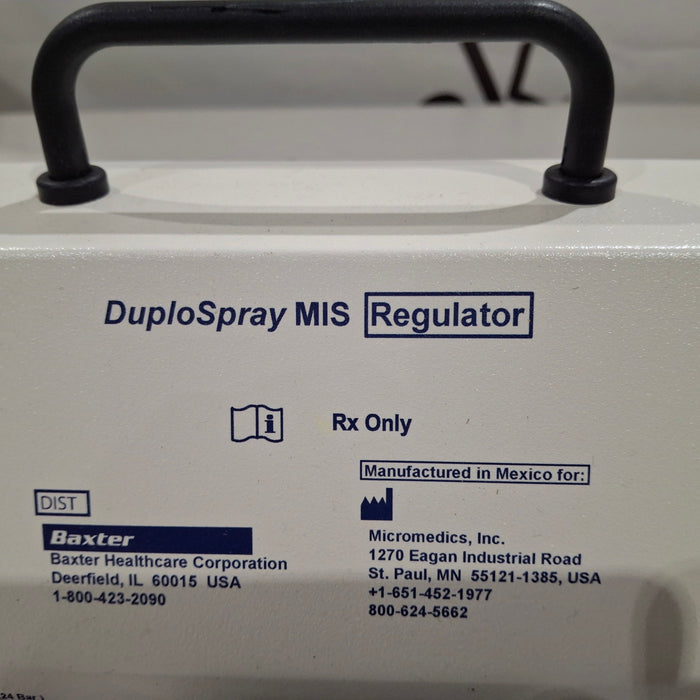 DuploSpray MIS Regulator
i Rx Only
DIST
Baxter
Baxter Healthcare Corporation
Deerfield, IL 60015 USA
1-800-423-2090
Manufactured in Mexico for:
Micromedics, Inc.
1270 Eagan Industrial Road
St. Paul, MN 55121-1385, USA
+1-651-452-1977
800-624-5662
24 Bar )